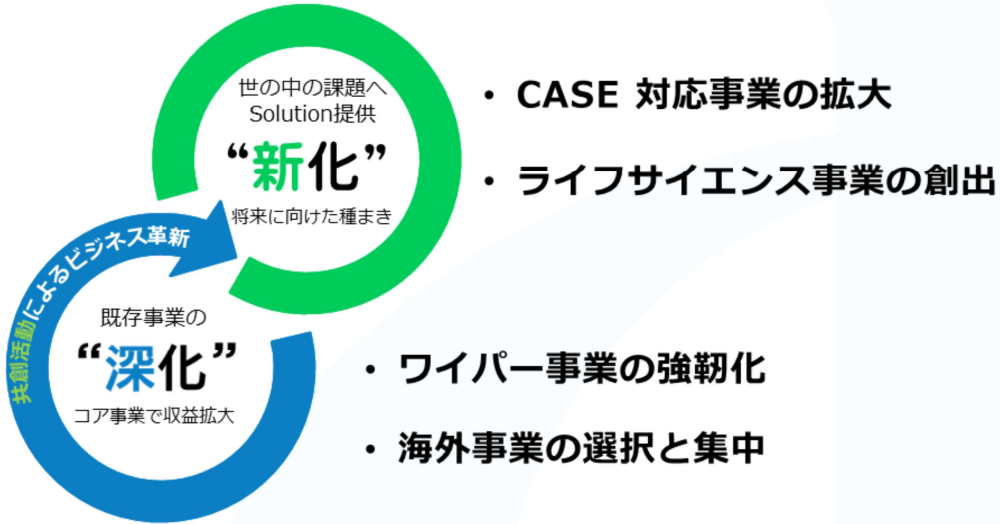 世の中の課題へ
Solution提供
“新化”
将来に向けた種まき
・CASE 対応事業の拡大
・ライフサイエンス事業の創出
共創活動によるビジネス革新
既存事業の
“深化”
コア事業で収益拡大
・ワイパー事業の強靭化
・海外事業の選択と集中